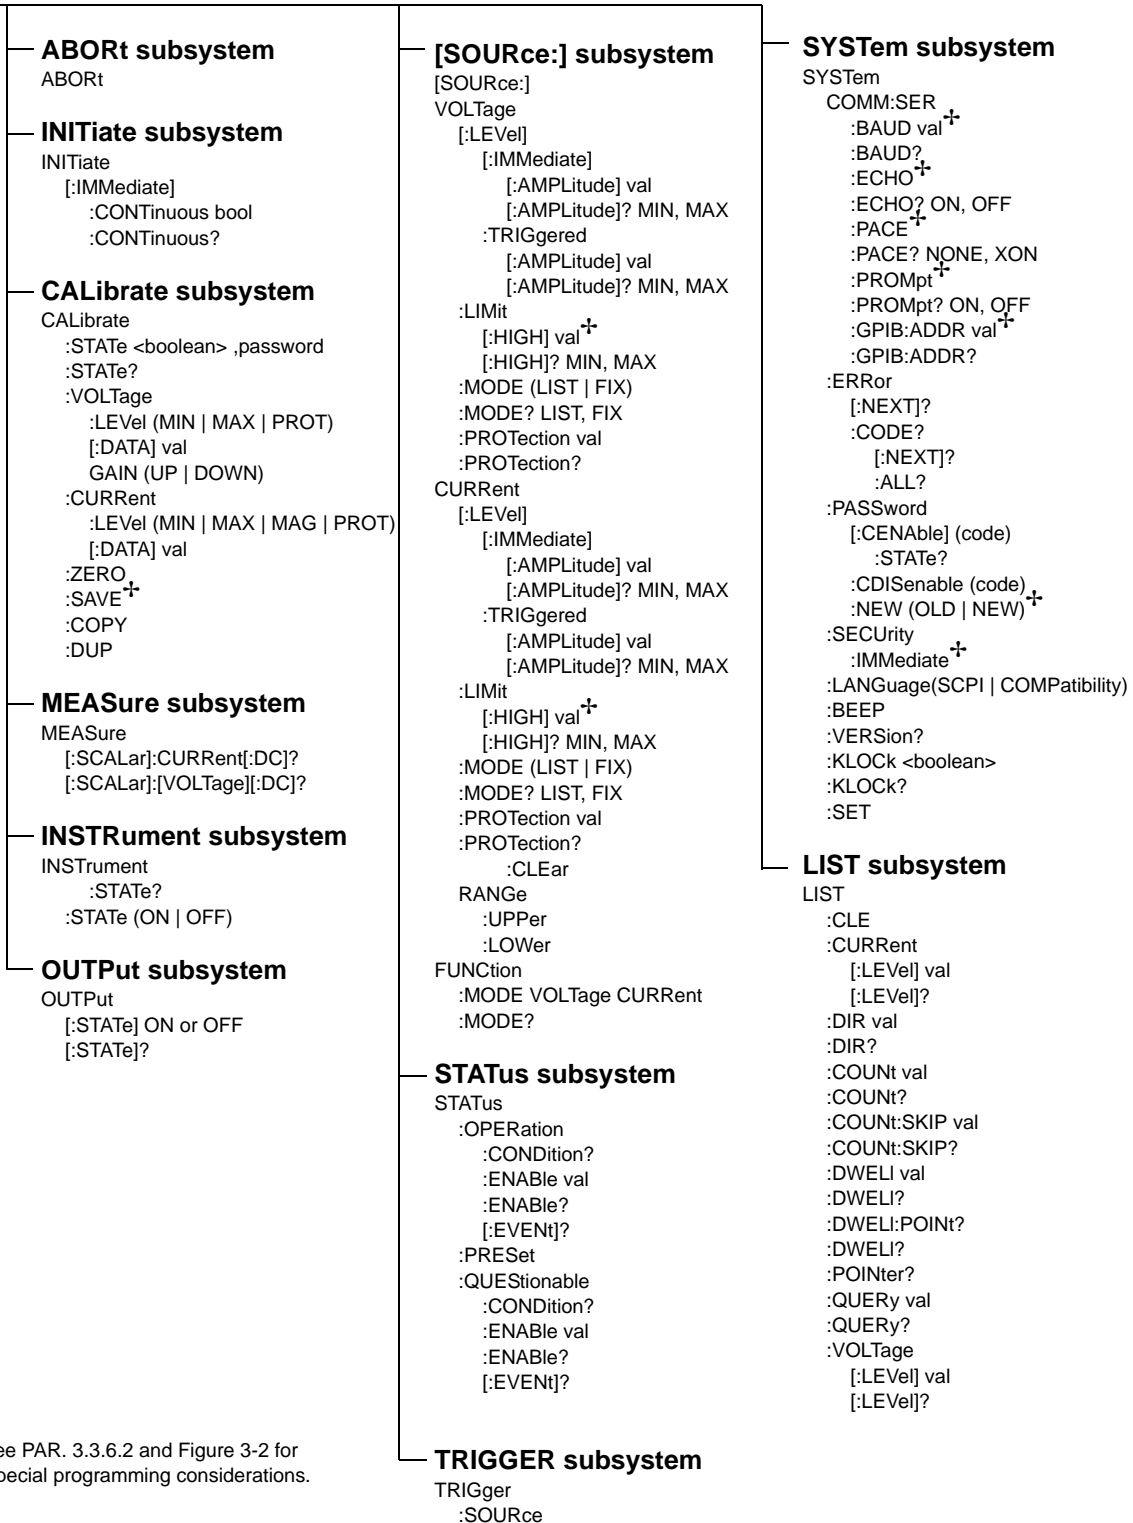 ABORt subsystem
ABORt
INITiate subsystem
INITiate
[:IMMediate]
:CONTinuous bool
:CONTinuous?
CALibrate subsystem
CALibrate
:STATe <boolean> ,password
:STATe?
:VOLTage
:LEVel (MIN | MAX | PROT)
[:DATA] val
GAIN (UP | DOWN)
:CURRent
:LEVel (MIN | MAX | MAG | PROT)
[:DATA] val
:ZERO
:SAVE✢
:COPY
:DUP
MEASure subsystem
MEASure
[:SCALar]:CURRent[:DC]?
[:SCALar]:[VOLTage][:DC]?
INSTRument subsystem
INSTrument
:STATe?
:STATe (ON | OFF)
OUTPut subsystem
OUTPut
[:STATe] ON or OFF
[:STATe]?
ee PAR. 3.3.6.2 and Figure 3-2 for
pecial programming considerations.
[SOURce:] subsystem
[SOURce:]
VOLTage
[:LEVel]
[:IMMediate]
[:AMPLitude] val
[:AMPLitude]? MIN, MAX
:TRIGgered
[:AMPLitude] val
[:AMPLitude]? MIN, MAX
:LIMit
[:HIGH] val✢
[:HIGH]? MIN, MAX
:MODE (LIST | FIX)
:MODE? LIST, FIX
:PROTection val
:PROTection?
CURRent
[:LEVel]
[:IMMediate]
[:AMPLitude] val
[:AMPLitude]? MIN, MAX
:TRIGgered
[:AMPLitude] val
[:AMPLitude]? MIN, MAX
:LIMit
[:HIGH] val✢
[:HIGH]? MIN, MAX
:MODE (LIST | FIX)
:MODE? LIST, FIX
:PROTection val
:PROTection?
:CLEar
RANGe
:UPPer
:LOWer
FUNCtion
:MODE VOLTage CURRent
:MODE?
STATus subsystem
STATus
:OPERation
:CONDition?
:ENABle val
:ENABle?
[:EVENt]?
:PRESet
:QUEStionable
:CONDition?
:ENABle val
:ENABle?
[:EVENt]?
TRIGGER subsystem
TRIGger
:SOURce
SYSTem subsystem
SYSTem
COMM:SER
:BAUD val✢
:BAUD?
:ECHO✢
:ECHO? ON, OFF
:PACE✢
:PACE? NONE, XON
:PROMpt✢
:PROMpt? ON, OFF
:GPIB:ADDR val✢
:GPIB:ADDR?
:ERRor
[:NEXT]?
:CODE?
[:NEXT]?
:ALL?
:PASSword
[:CENAble] (code)
:STATe?
:CDISenable (code)
:NEW (OLD | NEW)✢
:SECUrity
:IMMediate✢
:LANGuage(SCPI | COMPatibility)
:BEEP
:VERSion?
:KLOCk <boolean>
:KLOCk?
:SET
LIST subsystem
LIST
:CLE
:CURRent
[:LEVel] val
[:LEVel]?
:DIR val
:DIR?
:COUNt val
:COUNt?
:COUNt:SKIP val
:COUNt:SKIP?
:DWELl val
:DWELl?
:DWELl:POINt?
:DWELl?
:POINter?
:QUERy val
:QUERy?
:VOLTage
[:LEVel] val
[:LEVel]?